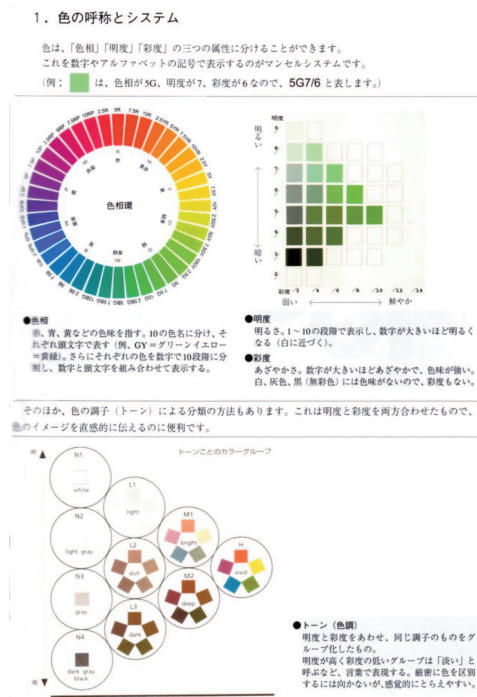 1．色の呼称とシステム
色は、「色相」「明度」「彩度」の三つの属性に分けることができます。
これを数字やアルファベットの記号で表示するのがマンセルシステムです。
(例： は、色相が5G、明度が7、彩度が6なので、5G7/6 と表します。)
色相環
明度
明るい
暗い
彩度 /2 /4 /6 /8 /10 /12 /14 /24
弱い 鮮やか
●色相
赤、青、黄などの色味を指す。10の色名に分け、そ
れぞれ頭文字で表す（例、GY＝グリーンイエロー
＝黄緑）。さらにそれぞれの色を数字で10段階に分
割し、数字と頭文字を組み合わせて表示する。
●明度
明るさ。1～10の段階で表示し、数字が大きいほど明るく
なる（白に近づく）。
●彩度
あざやかさ。数字が大きいほどあざやかで、色味が強い。
白、灰色、黒（無彩色）には色味がないので、彩度もない。
そのほか、色の調子（トーン）による分類の方法もあります。これは明度と彩度を両方合わせたもので、
色のイメージを直感的に伝えるのに便利です。
トーンごとのカラーグループ
N1
white
L1
light
N2
light gray
M1
bright
L2
dull
H
vivid
N3
gray
M2
deep
L3
dark
N4
dark gray
black
●トーン（色調）
明度と彩度をあわせ、同じ調子のものをグ
ループ化したもの。
明度が高く彩度の低いグループは「淡い」と
呼ぶなど、言葉で表現する。厳密に色を区別
するには向かないが、感覚的にとらえやすい。